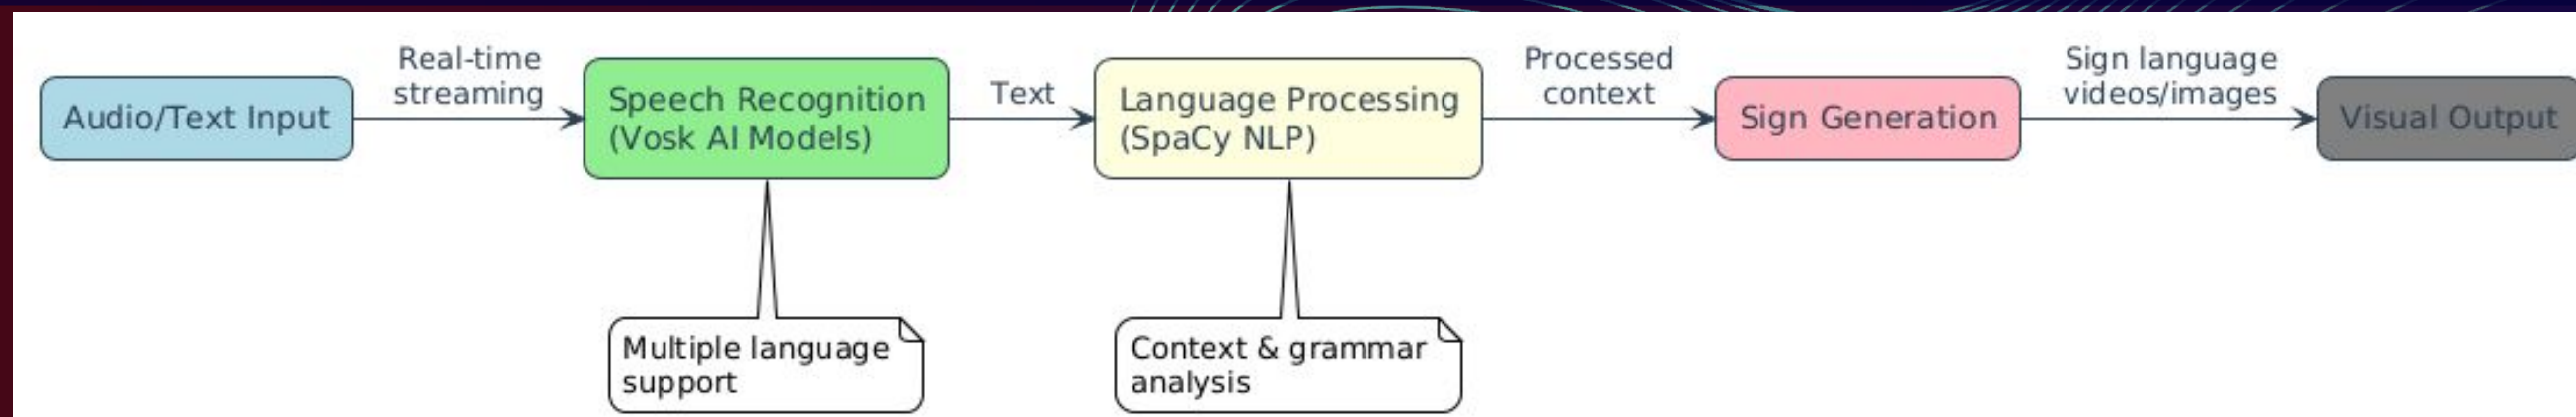 Audio/Text Input
Real-time
streaming
Speech Recognition
(Vosk AI Models)
Text
Language Processing
(SpaCy NLP)
Processed
context
Sign Generation
Sign language
videos/images
Visual Output
Multiple language
support
Context & grammar
analysis